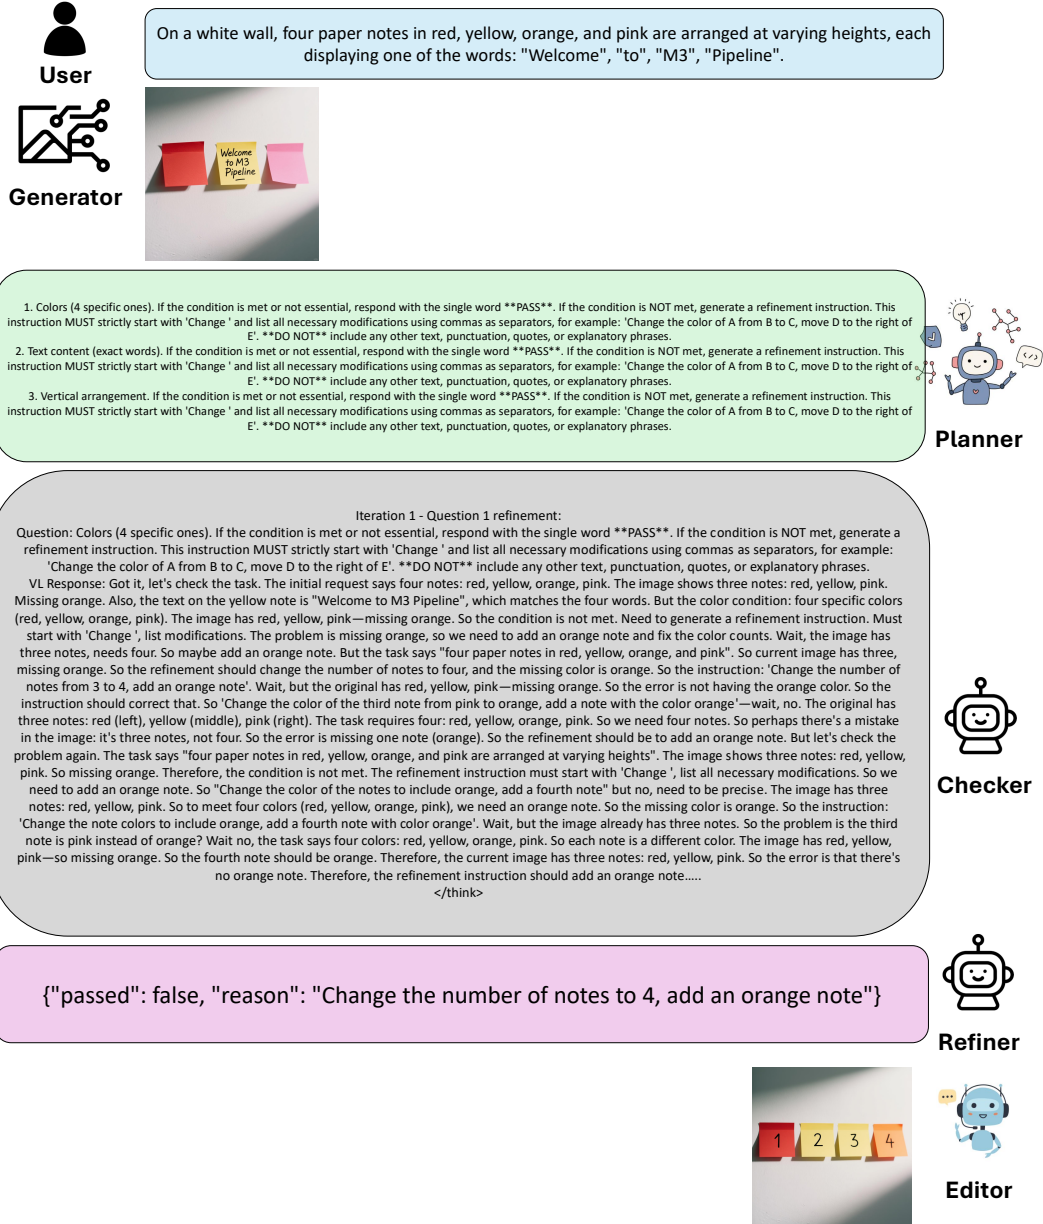 User
On a white wall, four paper notes in red, yellow, orange, and pink are arranged at varying heights, each
displaying one of the words: "Welcome", "to", "M3", "Pipeline".
Generator
Welcome
to M3
Pipeline
1. Colors (4 specific ones). If the condition is met or not essential, respond with the single word **PASS**. If the condition is NOT met, generate a refinement instruction. This
instruction MUST strictly start with 'Change ' and list all necessary modifications using commas as separators, for example: 'Change the color of A from B to C, move D to the right of
E'. **DO NOT** include any other text, punctuation, quotes, or explanatory phrases.
2. Text content (exact words). If the condition is met or not essential, respond with the single word **PASS**. If the condition is NOT met, generate a refinement instruction. This
instruction MUST strictly start with 'Change ' and list all necessary modifications using commas as separators, for example: 'Change the color of A from B to C, move D to the right of
E'. **DO NOT** include any other text, punctuation, quotes, or explanatory phrases.
3. Vertical arrangement. If the condition is met or not essential, respond with the single word **PASS**. If the condition is NOT met, generate a refinement instruction. This
instruction MUST strictly start with 'Change ' and list all necessary modifications using commas as separators, for example: 'Change the color of A from B to C, move D to the right of
E'. **DO NOT** include any other text, punctuation, quotes, or explanatory phrases.
</>
Planner
Iteration 1 - Question 1 refinement:
Question: Colors (4 specific ones). If the condition is met or not essential, respond with the single word **PASS**. If the condition is NOT met, generate a
refinement instruction. This instruction MUST strictly start with 'Change ' and list all necessary modifications using commas as separators, for example:
'Change the color of A from B to C, move D to the right of E'. **DO NOT** include any other text, punctuation, quotes, or explanatory phrases.
VL Response: Got it, let's check the task. The initial request says four notes: red, yellow, orange, pink. The image shows three notes: red, yellow, pink.
Missing orange. Also, the text on the yellow note is "Welcome to M3 Pipeline", which matches the four words. But the color condition: four specific colors
(red, yellow, orange, pink). The image has red, yellow, pink—missing orange. So the condition is not met. Need to generate a refinement instruction. Must
start with 'Change ', list modifications. The problem is missing orange, so we need to add an orange note and fix the color counts. Wait, the image has
three notes, needs four. So maybe add an orange note. But the task says "four paper notes in red, yellow, orange, and pink". So current image has three,
missing orange. So the refinement should change the number of notes to four, and the missing color is orange. So the instruction: 'Change the number of
notes from 3 to 4, add an orange note'. Wait, but the original has red, yellow, pink—missing orange. So the error is not having the orange color. So the
instruction should correct that. So 'Change the color of the third note from pink to orange, add a note with the color orange'—wait, no. The original has
three notes: red (left), yellow (middle), pink (right). The task requires four: red, yellow, orange, pink. So we need four notes. So perhaps there's a mistake
in the image: it's three notes, not four. So the error is missing one note (orange). So the refinement should be to add an orange note. But let's check the
problem again. The task says "four paper notes in red, yellow, orange, and pink are arranged at varying heights". The image shows three notes: red, yellow,
pink. So missing orange. Therefore, the condition is not met. The refinement instruction must start with 'Change ', list all necessary modifications. So we
need to add an orange note. So "Change the color of the notes to include orange, add a fourth note" but no, need to be precise. The image has three
notes: red, yellow, pink. So to meet four colors (red, yellow, orange, pink), we need an orange note. So the missing color is orange. So the instruction:
'Change the note colors to include orange, add a fourth note with color orange'. Wait, but the image already has three notes. So the problem is the third
note is pink instead of orange? Wait no, the task says four colors: red, yellow, orange, pink. So each note is a different color. The image has red, yellow,
pink—so missing orange. So the fourth note should be orange. Therefore, the current image has three notes: red, yellow, pink. So the error is that there's
no orange note. Therefore, the refinement instruction should add an orange note…..
</think>
Checker
{"passed": false, "reason": "Change the number of notes to 4, add an orange note"}
Refiner
1 2 3 4
Editor